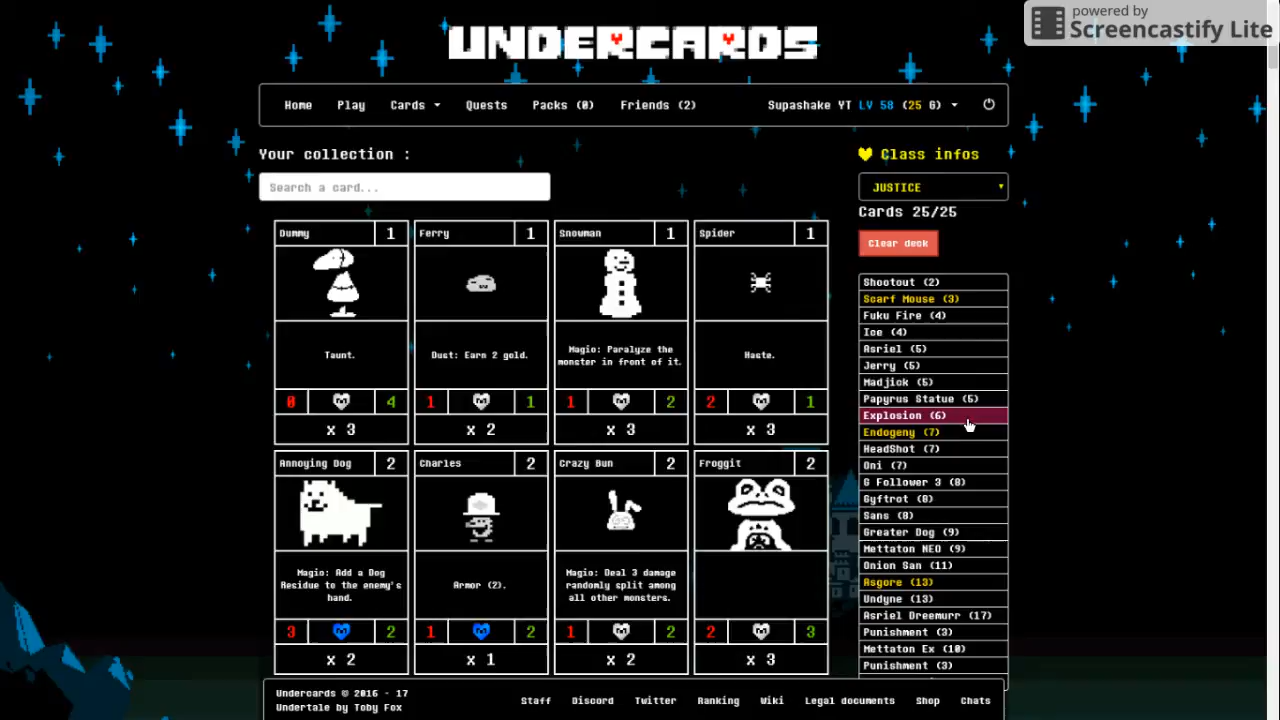 powered by
Screencastify Lite
UNDERCARDS
Home Play Cards Quests Packs (0) Friends (2) Supashake YT LV 58 (25 G)
Your collection :
Search a card...
Class infos
JUSTICE
Cards 25/25
Clear deck
Dummy 1
Taunt.
0 4
x 3
Ferry 1
Dust: Earn 2 gold.
1 1
x 2
Snowman 1
Magic: Paralyze the
monster in front of it.
1 2
x 3
Spider 1
Haste.
2 1
x 3
Annoying Dog 2
Magic: Add a Dog
Residue to the enemy's
hand.
3 2
x 2
Charles 2
Armor (2).
1 2
x 1
Crazy Bun 2
Magic: Deal 3 damage
randomly split among
all other monsters.
1 2
x 2
Froggit 2
2 3
x 3
Shootout (2)
Scarf Mouse (3)
Fuku Fire (4)
Ice (4)
Asriel (5)
Jerry (5)
Madjick (5)
Papyrus Statue (5)
Explosion (6)
Endogeny (7)
HeadShot (7)
Oni (7)
G Follower 3 (8)
Gyftrot (8)
Sans (8)
Greater Dog (9)
Mettaton NEO (9)
Onion San (11)
Asgore (13)
Undyne (13)
Asriel Dreemurr (17)
Punishment (3)
Mettaton Ex (10)
Punishment (3)
Undercards © 2016 - 17
Undertale by Toby Fox
Staff Discord Twitter Ranking Wiki Legal documents Shop Chats